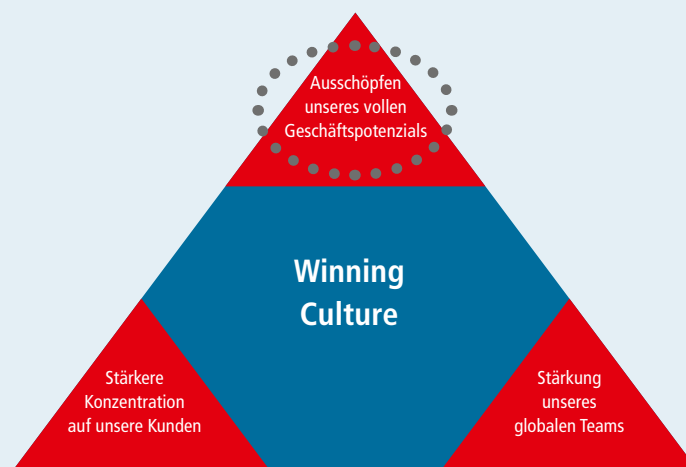 Ausschöpfen
unseres vollen
Geschäftspotenzials
Winning
Culture
Stärkere
Konzentration
auf unsere Kunden
Stärkung
unseres
globalen Teams